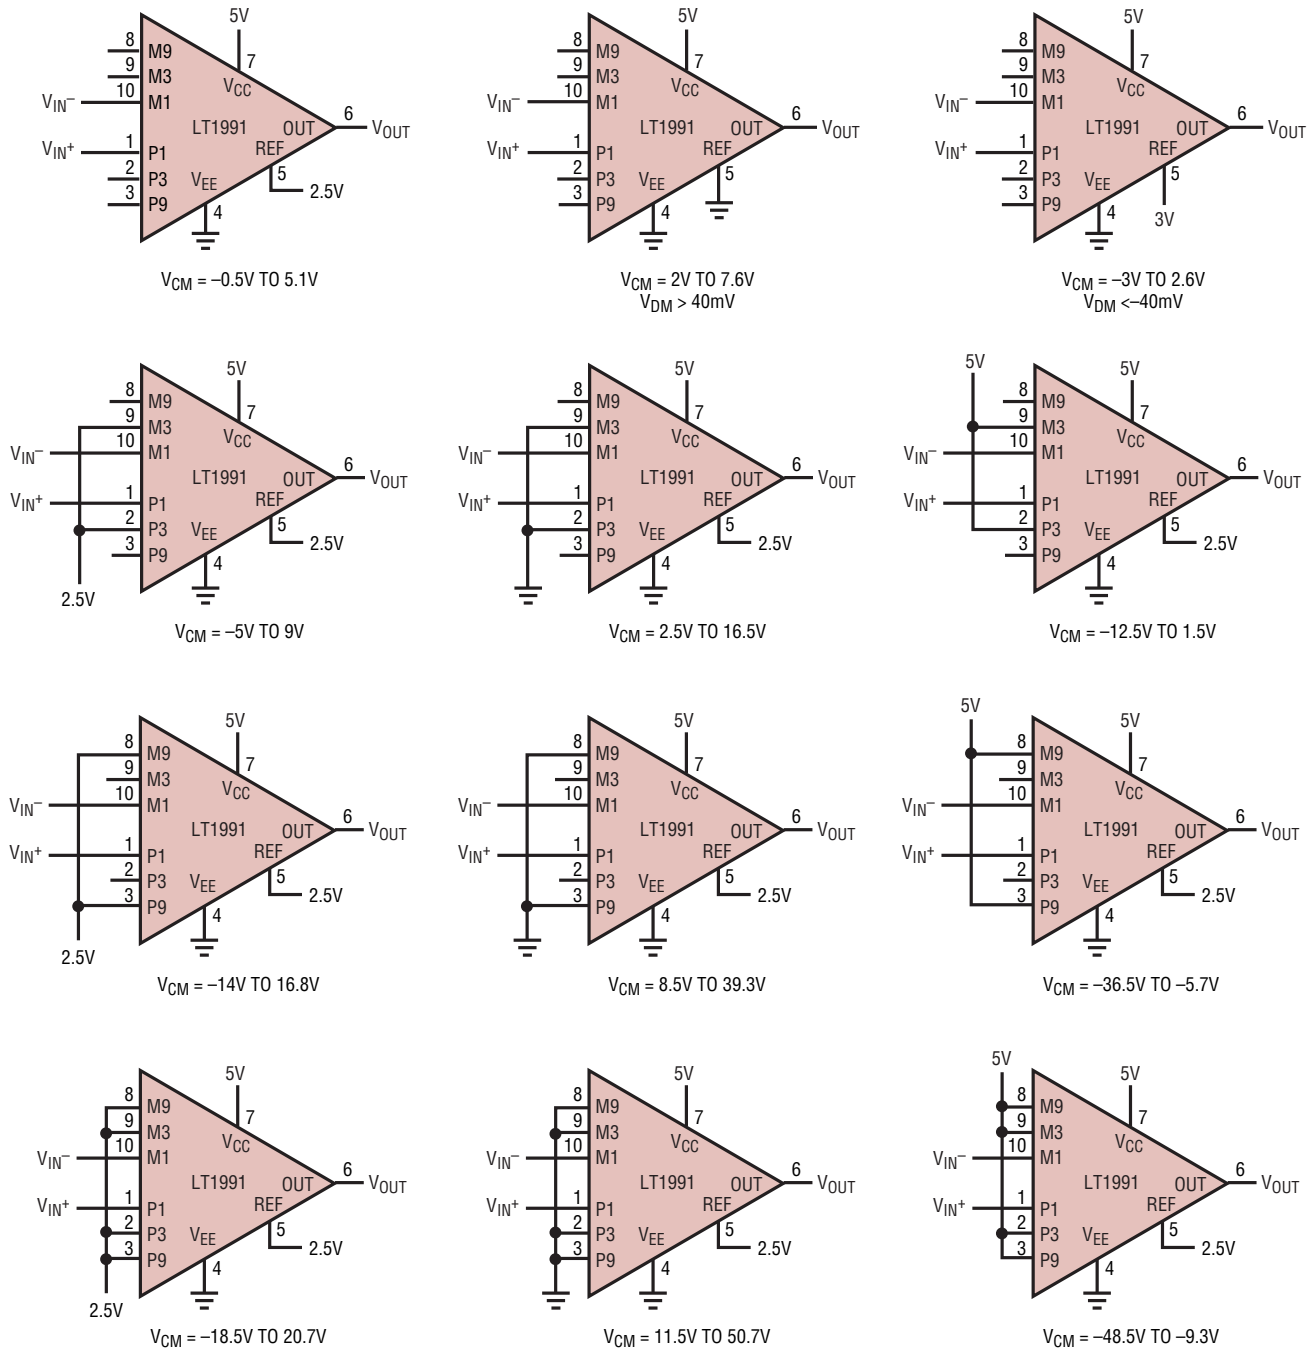 5V
8 M9
7
9 M3
VCC
VIN– 10 M1
LT1991 OUT 6 VOUT
VIN+ 1 P1
REF
2 P3
5
VEE
2.5V
3 P9
4
VCM = –0.5V TO 5.1V
5V
8 M9
7
9 M3
VCC
VIN– 10 M1
LT1991 OUT 6 VOUT
VIN+ 1 P1
REF
2 P3
5
VEE
3 P9
4
VCM = 2V TO 7.6V
VDM > 40mV
5V
8 M9
7
9 M3
VCC
VIN– 10 M1
LT1991 OUT 6 VOUT
VIN+ 1 P1
REF
2 P3
5
VEE
3 P9
4
3V
VCM = –3V TO 2.6V
VDM <–40mV
5V
8 M9
7
9 M3
VCC
VIN– 10 M1
LT1991 OUT 6 VOUT
VIN+ 1 P1
REF
2 P3
5
VEE
2.5V
3 P9
4
2.5V
VCM = –5V TO 9V
5V
8 M9
7
9 M3
VCC
VIN– 10 M1
LT1991 OUT 6 VOUT
VIN+ 1 P1
REF
2 P3
5
VEE
2.5V
3 P9
4
VCM = 2.5V TO 16.5V
5V
5V
8 M9
7
9 M3
VCC
VIN– 10 M1
LT1991 OUT 6 VOUT
VIN+ 1 P1
REF
2 P3
5
VEE
2.5V
3 P9
4
VCM = –12.5V TO 1.5V
5V
8 M9
7
9 M3
VCC
VIN– 10 M1
LT1991 OUT 6 VOUT
VIN+ 1 P1
REF
2 P3
5
VEE
2.5V
3 P9
4
2.5V
VCM = –14V TO 16.8V
5V
8 M9
7
9 M3
VCC
VIN– 10 M1
LT1991 OUT 6 VOUT
VIN+ 1 P1
REF
2 P3
5
VEE
2.5V
3 P9
4
VCM = 8.5V TO 39.3V
5V
5V
8 M9
7
9 M3
VCC
VIN– 10 M1
LT1991 OUT 6 VOUT
VIN+ 1 P1
REF
2 P3
5
VEE
2.5V
3 P9
4
VCM = –36.5V TO –5.7V
5V
8 M9
7
9 M3
VCC
VIN– 10 M1
LT1991 OUT 6 VOUT
VIN+ 1 P1
REF
2 P3
5
VEE
2.5V
3 P9
4
2.5V
VCM = –18.5V TO 20.7V
5V
8 M9
7
9 M3
VCC
VIN– 10 M1
LT1991 OUT 6 VOUT
VIN+ 1 P1
REF
2 P3
5
VEE
2.5V
3 P9
4
VCM = 11.5V TO 50.7V
5V
5V
8 M9
7
9 M3
VCC
VIN– 10 M1
LT1991 OUT 6 VOUT
VIN+ 1 P1
REF
2 P3
5
VEE
2.5V
3 P9
4
VCM = –48.5V TO –9.3V